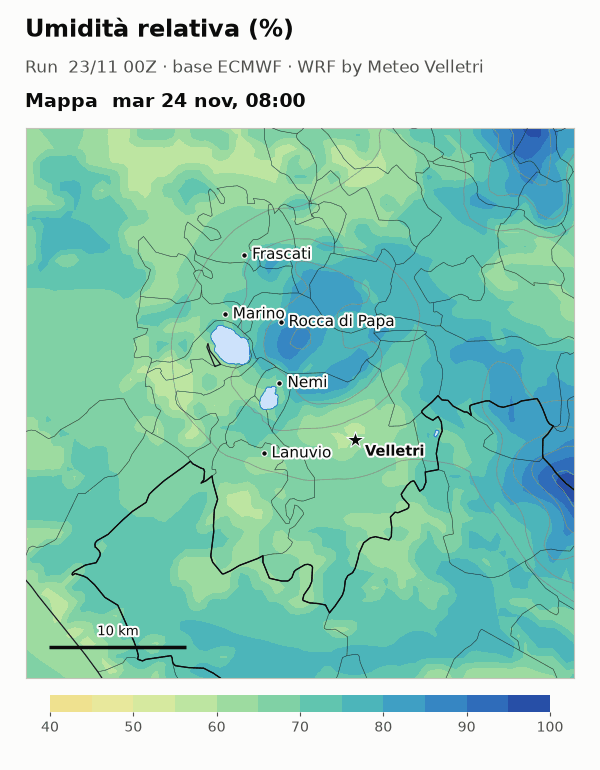 Umidità relativa (%)
Run  23/11 00Z · base ECMWF · WRF by Meteo Velletri
Mappa  mar 24 nov, 08:00
Frascati
Marino
Rocca di Papa
Nemi
Velletri
Lanuvio
10 km
40 50 60 70 80 90 100